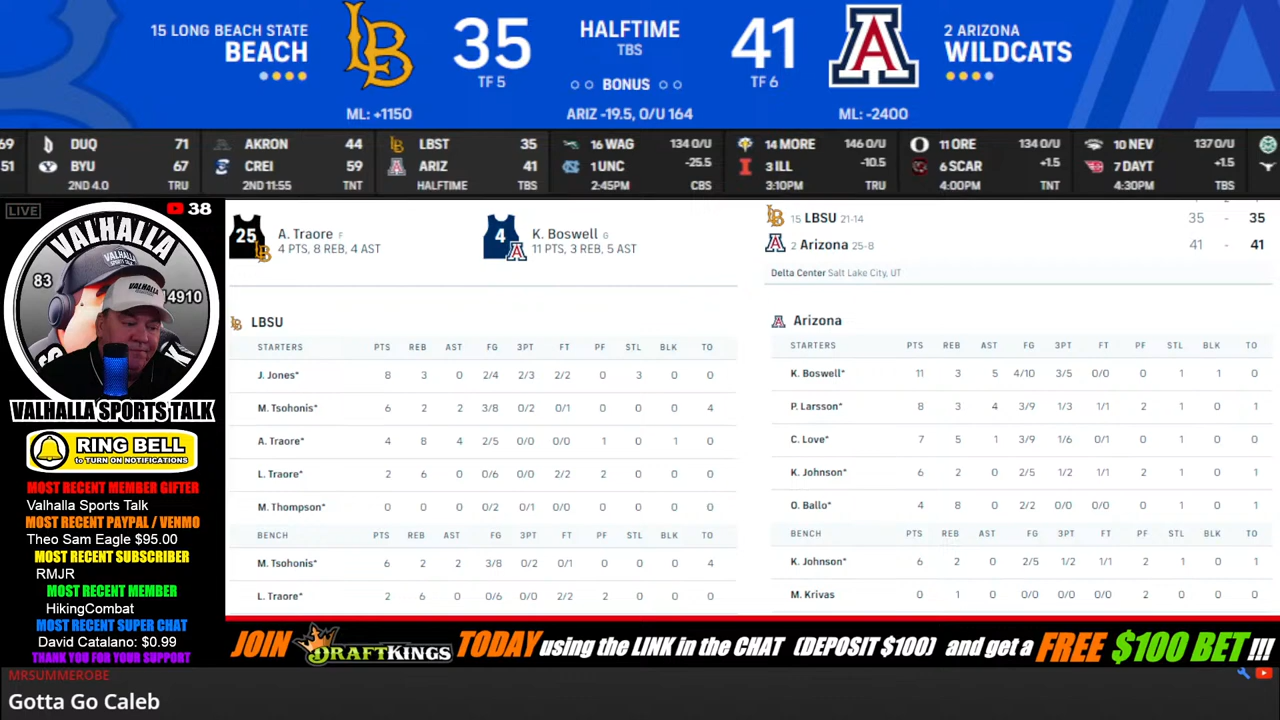 15 LONG BEACH STATE
BEACH
35
TF 5
HALFTIME
TBS
BONUS
41
TF 6
2 ARIZONA
WILDCATS
ML: +1150
ARIZ -19.5, O/U 164
ML: -2400
69
51
DUQ 71
BYU 67
2ND 4.0 TRU
AKRON 44
CREI 59
2ND 11:55 TNT
LBST 35
ARIZ 41
HALFTIME TBS
16 WAG 134 O/U
1 UNC -25.5
2:45PM CBS
14 MORE 146 O/U
3 ILL -10.5
3:10PM TRU
11 ORE 134 O/U
6 SCAR +1.5
4:00PM TNT
10 NEV 137 O/U
7 DAYT +1.5
4:30PM TBS
LIVE
38
VALHALLA
83
4910
VALHALLA SPORTS TALK
RING BELL
to TURN ON NOTIFICATIONS
MOST RECENT MEMBER GIFTER
Valhalla Sports Talk
MOST RECENT PAYPAL / VENMO
Theo Sam Eagle $95.00
MOST RECENT SUBSCRIBER
RMJR
MOST RECENT MEMBER
HikingCombat
MOST RECENT SUPER CHAT
David Catalano: $0.99
THANK YOU FOR YOUR SUPPORT
25
A. Traore F
4 PTS, 8 REB, 4 AST
4
K. Boswell G
11 PTS, 3 REB, 5 AST
15 LBSU 21-14 35 - 35
2 Arizona 25-8 41 - 41
Delta Center Salt Lake City, UT
LBSU
STARTERS PTS REB AST FG 3PT FT PF STL BLK TO
J. Jones* 8 3 0 2/4 2/3 2/2 0 3 0 0
M. Tsohonis* 6 2 2 3/8 0/2 0/1 0 0 0 4
A. Traore* 4 8 4 2/5 0/0 0/0 1 0 1 0
L. Traore* 2 6 0 0/6 0/0 2/2 2 0 0 0
M. Thompson* 0 0 0 0/2 0/1 0/0 0 0 0 0
BENCH PTS REB AST FG 3PT FT PF STL BLK TO
M. Tsohonis* 6 2 2 3/8 0/2 0/1 0 0 0 4
L. Traore* 2 6 0 0/6 0/0 2/2 2 0 0 0
Arizona
STARTERS PTS REB AST FG 3PT FT PF STL BLK TO
K. Boswell* 11 3 5 4/10 3/5 0/0 0 1 1 0
P. Larsson* 8 3 4 3/9 1/3 1/1 2 1 0 1
C. Love* 7 5 1 3/9 1/6 0/1 0 1 0 0
K. Johnson* 6 2 0 2/5 1/2 1/1 2 1 0 1
O. Ballo* 4 8 0 2/2 0/0 0/0 0 1 0 1
BENCH PTS REB AST FG 3PT FT PF STL BLK TO
K. Johnson* 6 2 0 2/5 1/2 1/1 2 1 0 1
M. Krivas 0 1 0 0/0 0/0 0/0 2 0 0 0
JOIN DRAFTKINGS TODAY using the LINK in the CHAT (DEPOSIT $100) and get a FREE $100 BET !!!
MRSUMMEROBE
Gotta Go Caleb